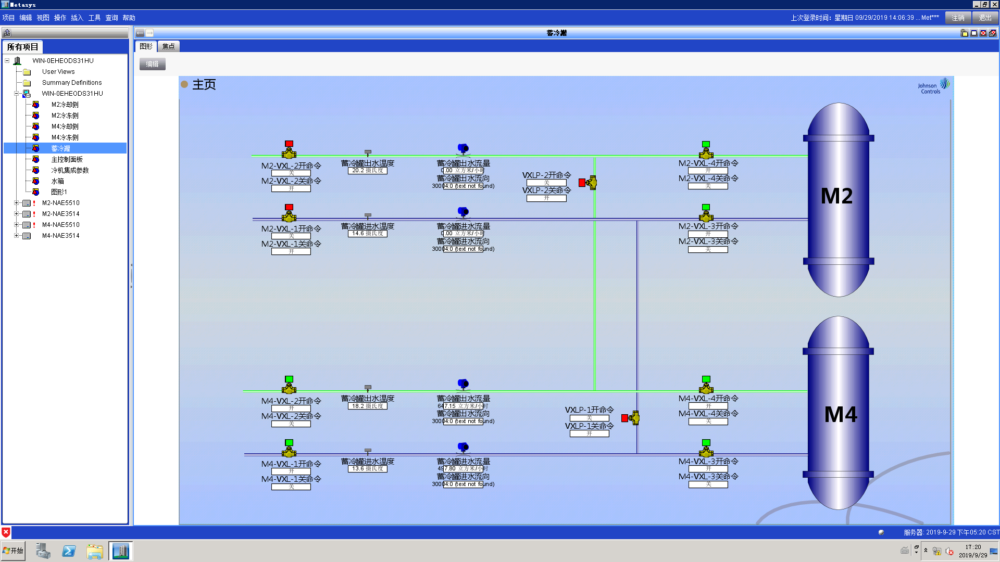 Metasys
项目 编辑 视图 操作 插入 工具 查询 帮助
上次登录时间：星期日 09/29/2019 14:06:39 ... Met***
注销
退出
蓄冷罐
所有项目
WIN-0EHEODS31HU
User Views
Summary Definitions
WIN-0EHEODS31HU
M2冷却侧
M2冷冻侧
M4冷却侧
M4冷冻侧
蓄冷罐
主控制面板
冷机集成参数
水箱
图形1
M2-NAE5510
M2-NAE3514
M4-NAE5510
M4-NAE3514
图形
焦点
编辑
主页
Johnson
Controls
M2-VXL-2开命令
关
M2-VXL-2关命令
开
蓄冷罐出水温度
20.2 摄氏度
蓄冷罐出水流量
0.00 立方米/小时
蓄冷罐出水流向
30004:0 (text not found)
VXLP-2开命令
关
VXLP-2关命令
开
M2-VXL-4开命令
开
M2-VXL-4关命令
关
M2
M2-VXL-1开命令
关
M2-VXL-1关命令
开
蓄冷罐进水温度
14.6 摄氏度
蓄冷罐进水流量
0.00 立方米/小时
蓄冷罐进水流向
30004:0 (text not found)
M2-VXL-3开命令
开
M2-VXL-3关命令
关
M4-VXL-2开命令
开
M4-VXL-2关命令
关
蓄冷罐出水温度
18.2 摄氏度
蓄冷罐出水流量
647.15 立方米/小时
蓄冷罐出水流向
30004:0 (text not found)
VXLP-1开命令
关
VXLP-1关命令
开
M4-VXL-4开命令
开
M4-VXL-4关命令
关
M4
M4-VXL-1开命令
开
M4-VXL-1关命令
关
蓄冷罐进水温度
13.6 摄氏度
蓄冷罐进水流量
497.80 立方米/小时
蓄冷罐进水流向
30004:0 (text not found)
M4-VXL-3开命令
开
M4-VXL-3关命令
关
服务器: 2019-9-29 下午05:20 CST
开始
17:20
2019/9/29